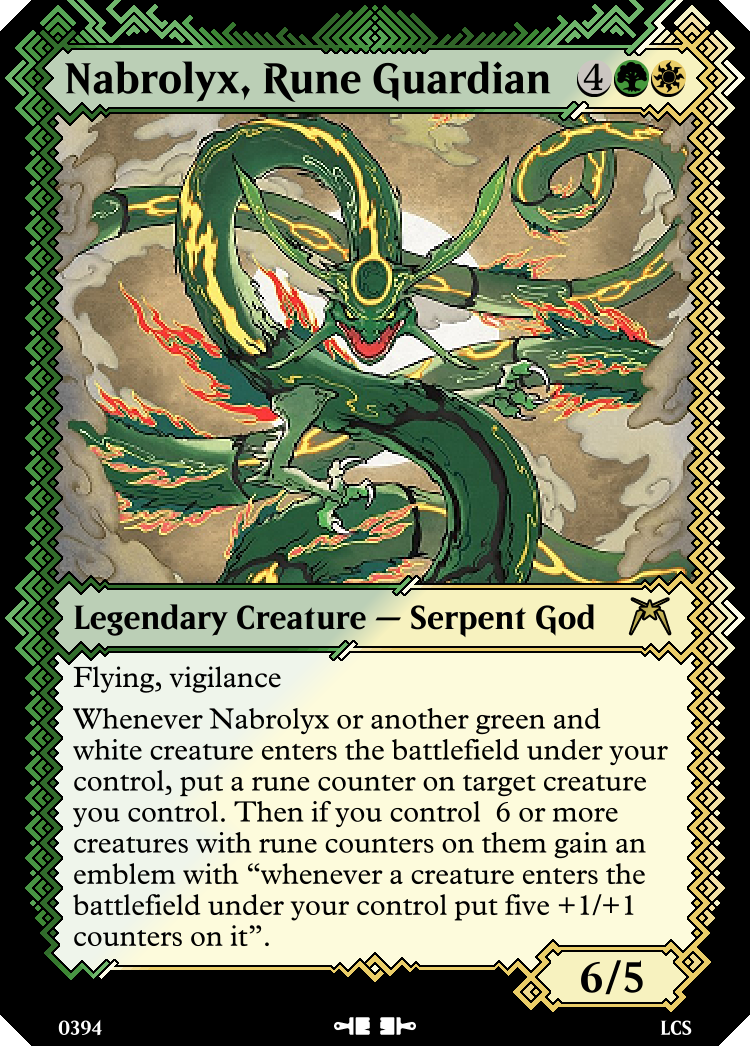 Nabrolyx, Rune Guardian 4
Legendary Creature — Serpent God
Flying, vigilance
Whenever Nabrolyx or another green and
white creature enters the battlefield under your
control, put a rune counter on target creature
you control. Then if you control  6 or more
creatures with rune counters on them gain an
emblem with “whenever a creature enters the
battlefield under your control put five +1/+1
counters on it”.
6/5
0394
LCS